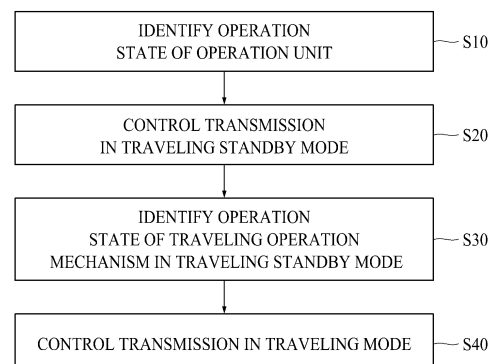 IDENTIFY OPERATION
STATE OF OPERATION UNIT
S10
CONTROL TRANSMISSION
IN TRAVELING STANDBY MODE
S20
IDENTIFY OPERATION
STATE OF TRAVELING OPERATION
MECHANISM IN TRAVELING STANDBY MODE
S30
CONTROL TRANSMISSION IN TRAVELING MODE
S40